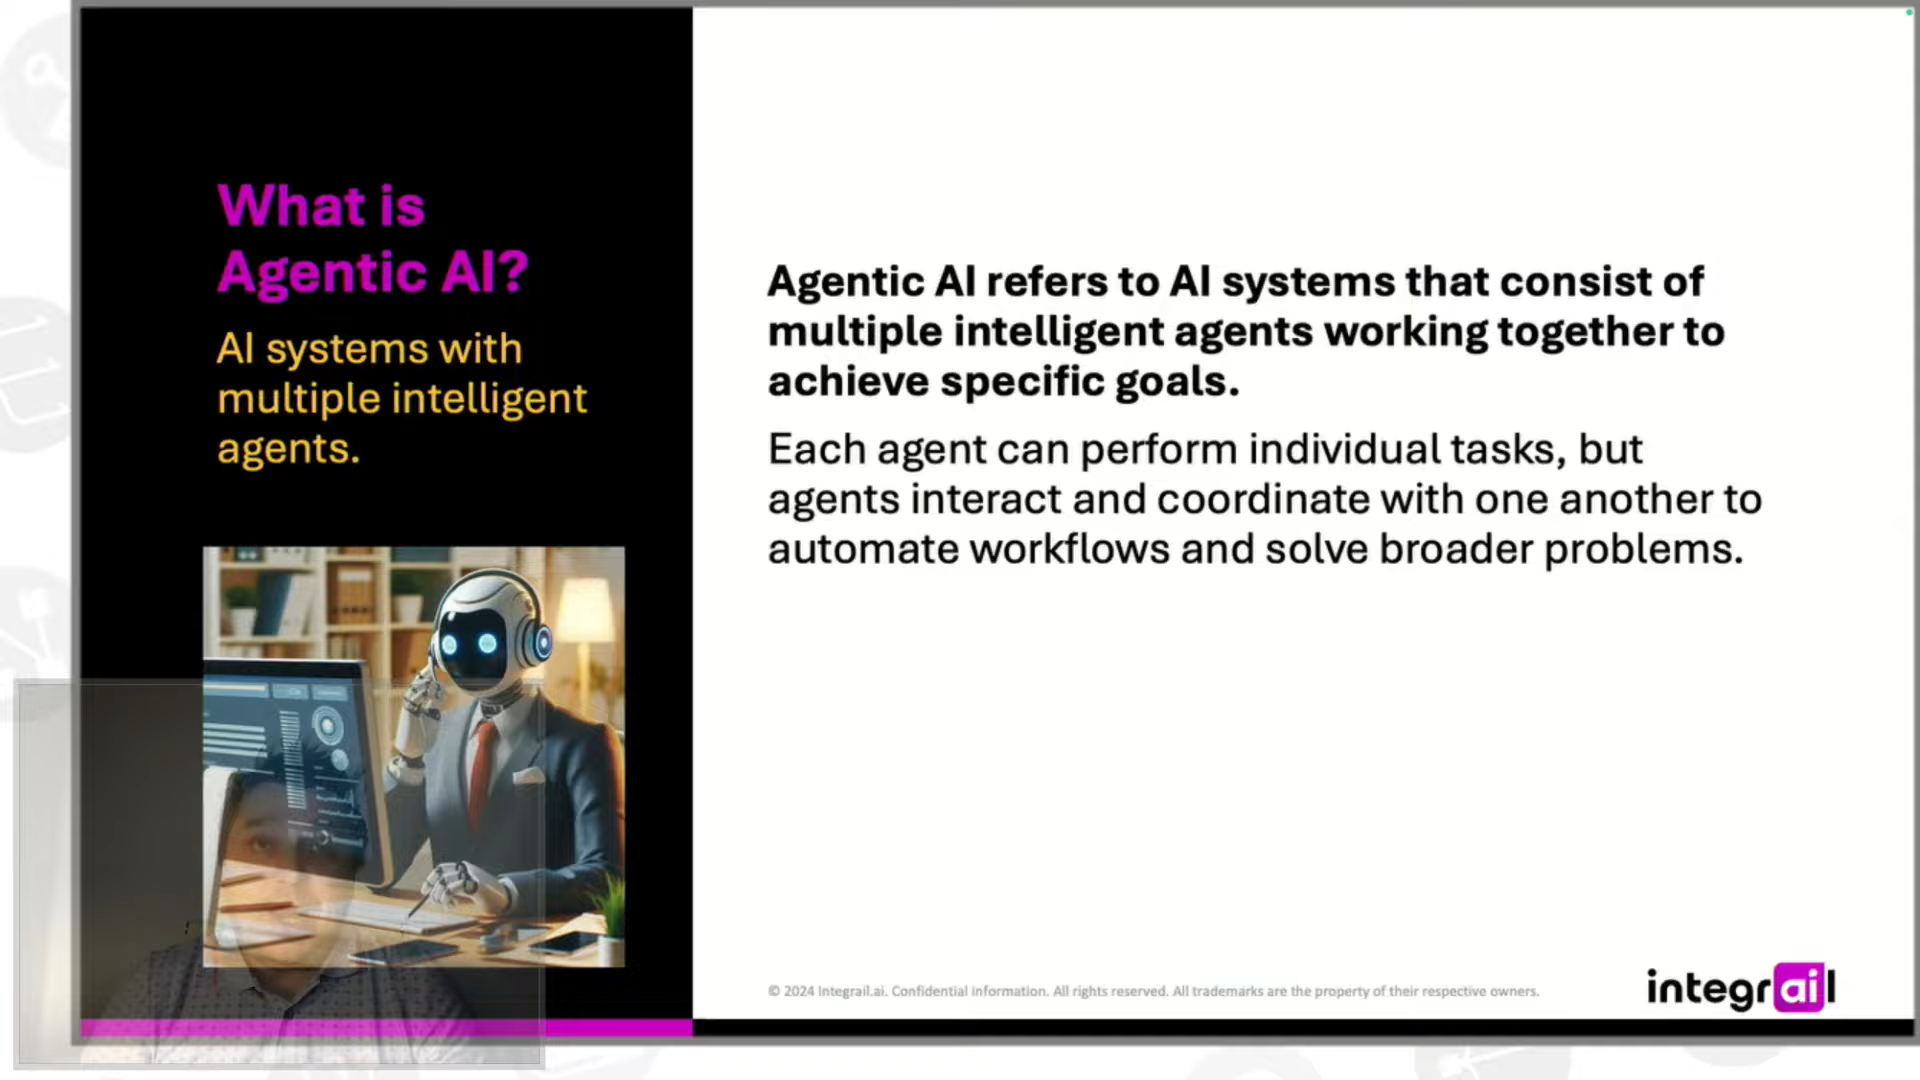 What is
Agentic AI?
AI systems with
multiple intelligent
agents.
Agentic AI refers to AI systems that consist of
multiple intelligent agents working together to
achieve specific goals.
Each agent can perform individual tasks, but
agents interact and coordinate with one another to
automate workflows and solve broader problems.
© 2024 Integrail.ai. Confidential information. All rights reserved. All trademarks are the property of their respective owners.
integrail